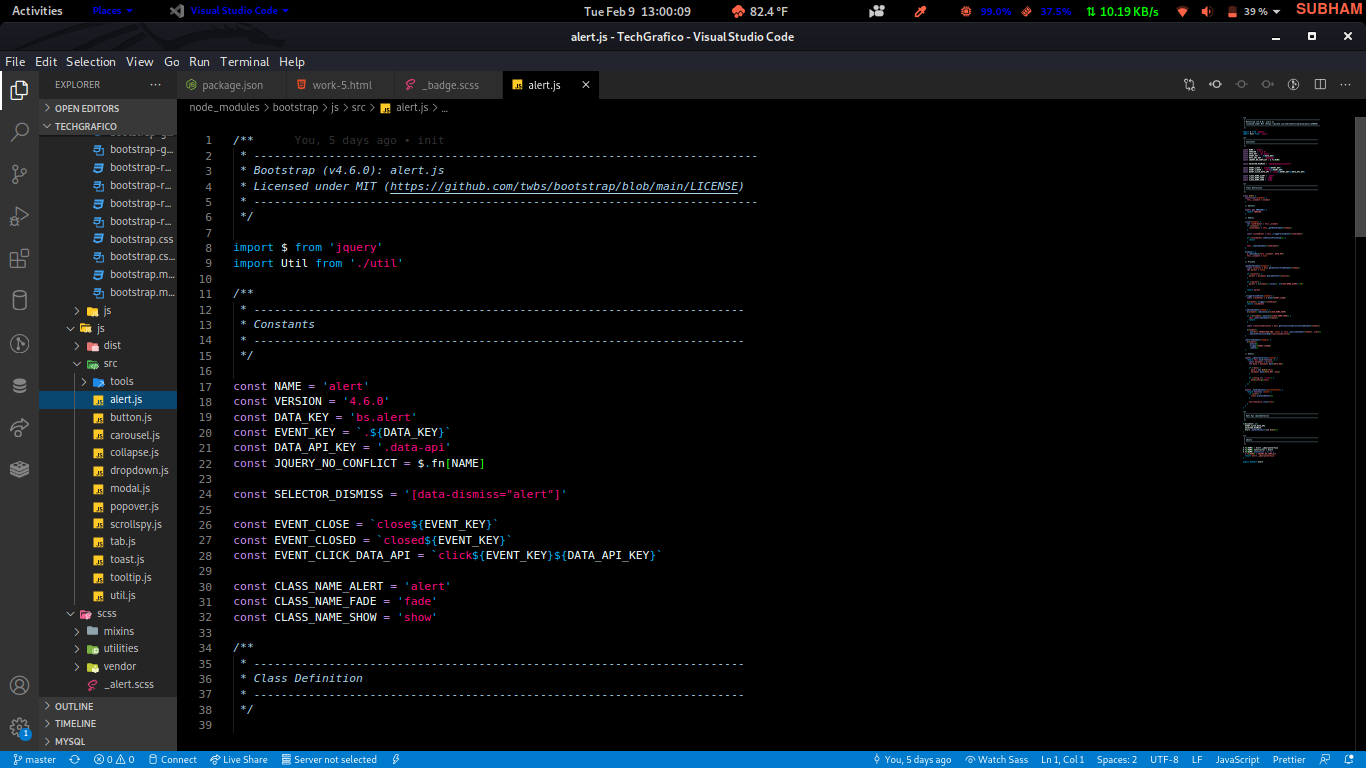 Activities Places Visual Studio Code Tue Feb 9 13:00:09 82.4 °F 37.5% 10.19 KB/s 39 % SUBHAM
alert.js - TechGrafico - Visual Studio Code
File Edit Selection View Go Run Terminal Help
EXPLORER ··· package.json work-5.html _badge.scss alert.js
OPEN EDITORS
TECHGRAFICO
node_modules > bootstrap > js > src > alert.js > ...
bootstrap-g...
bootstrap-r...
bootstrap-r...
bootstrap-r...
bootstrap-r...
bootstrap.css
bootstrap.cs...
bootstrap.m...
bootstrap.m...
js
js
dist
src
tools
alert.js
button.js
carousel.js
collapse.js
dropdown.js
modal.js
popover.js
scrollspy.js
tab.js
toast.js
tooltip.js
util.js
scss
mixins
utilities
vendor
_alert.scss
OUTLINE
TIMELINE
MYSQL
1 /** You, 5 days ago • init
2 * --------------------------------------------------------------------------
3 * Bootstrap (v4.6.0): alert.js
4 * Licensed under MIT (https://github.com/twbs/bootstrap/blob/main/LICENSE)
5 * --------------------------------------------------------------------------
6 */
7
8 import $ from 'jquery'
9 import Util from './util'
10
11 /**
12 * ------------------------------------------------------------------------
13 * Constants
14 * ------------------------------------------------------------------------
15 */
16
17 const NAME = 'alert'
18 const VERSION = '4.6.0'
19 const DATA_KEY = 'bs.alert'
20 const EVENT_KEY = `.${DATA_KEY}`
21 const DATA_API_KEY = '.data-api'
22 const JQUERY_NO_CONFLICT = $.fn[NAME]
23
24 const SELECTOR_DISMISS = '[data-dismiss="alert"]'
25
26 const EVENT_CLOSE = `close${EVENT_KEY}`
27 const EVENT_CLOSED = `closed${EVENT_KEY}`
28 const EVENT_CLICK_DATA_API = `click${EVENT_KEY}${DATA_API_KEY}`
29
30 const CLASS_NAME_ALERT = 'alert'
31 const CLASS_NAME_FADE = 'fade'
32 const CLASS_NAME_SHOW = 'show'
33
34 /**
35 * ------------------------------------------------------------------------
36 * Class Definition
37 * ------------------------------------------------------------------------
38 */
39
1
master 0 0 Connect Live Share Server not selected You, 5 days ago Watch Sass Ln 1, Col 1 Spaces: 2 UTF-8 LF JavaScript Prettier